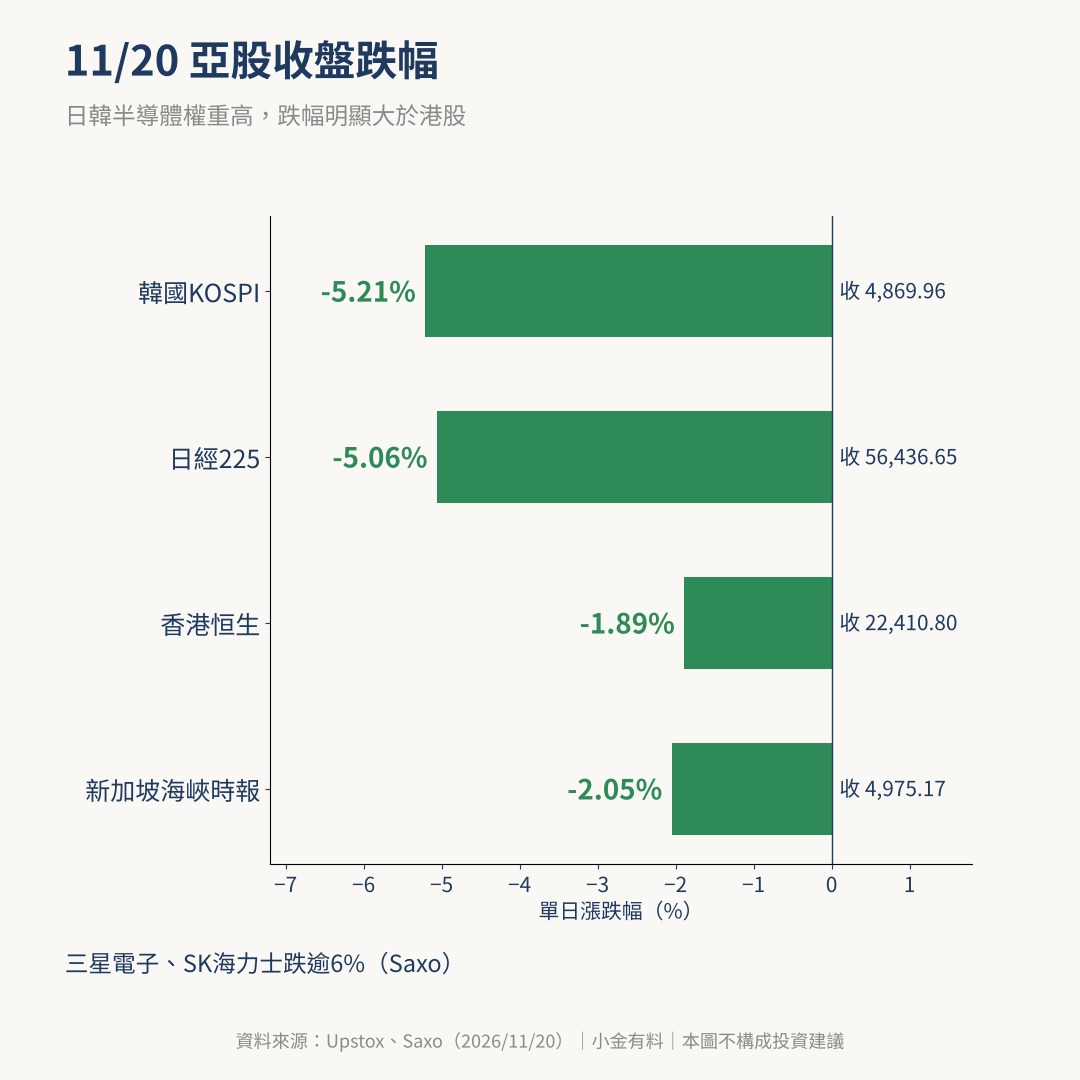 11/20 亞股收盤跌幅
日韓半導體權重高，跌幅明顯大於港股
韓國KOSPI -5.21% 收 4,869.96
日經225 -5.06% 收 56,436.65
香港恒生 -1.89% 收 22,410.80
新加坡海峽時報 -2.05% 收 4,975.17
−7 −6 −5 −4 −3 −2 −1 0 1
單日漲跌幅（%）
三星電子、SK海力士跌逾6%（Saxo）
資料來源：Upstox、Saxo（2026/11/20）｜小金有料｜本圖不構成投資建議